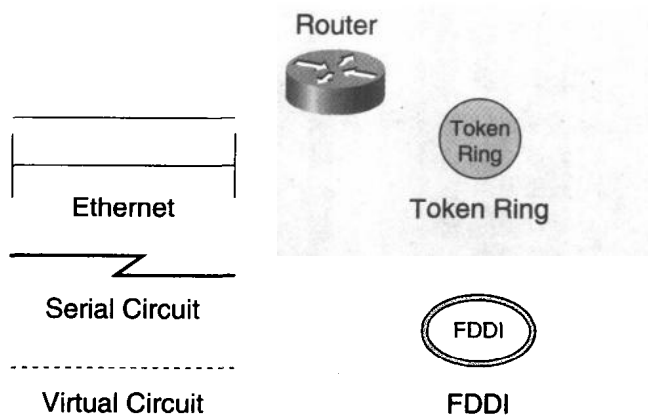 Router
Token
Ring
Ethernet
Token Ring
Serial Circuit
FDDI
Virtual Circuit
FDDI